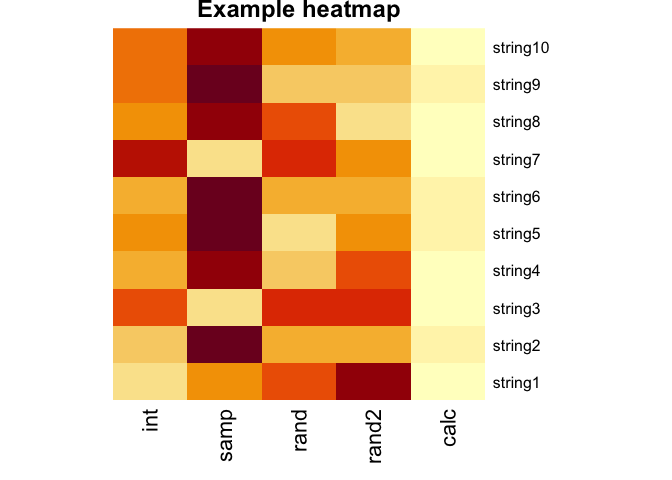 Example heatmap
string10
string9
string8
string7
string6
string5
string4
string3
string2
string1
int
samp
rand
rand2
calc